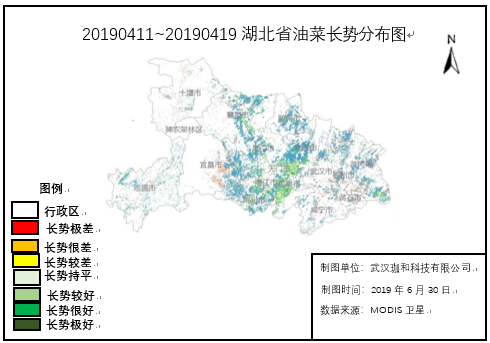 20190411~20190419 湖北省油菜长势分布图
N
十堰市
神农架林区
宜昌市
武汉市
咸宁市
图例
行政区
长势极差
长势很差
长势较差
长势持平
长势较好
长势很好
长势极好
制图单位：武汉珈和科技有限公司
制图时间：2019 年 6 月 30 日
数据来源：MODIS 卫星